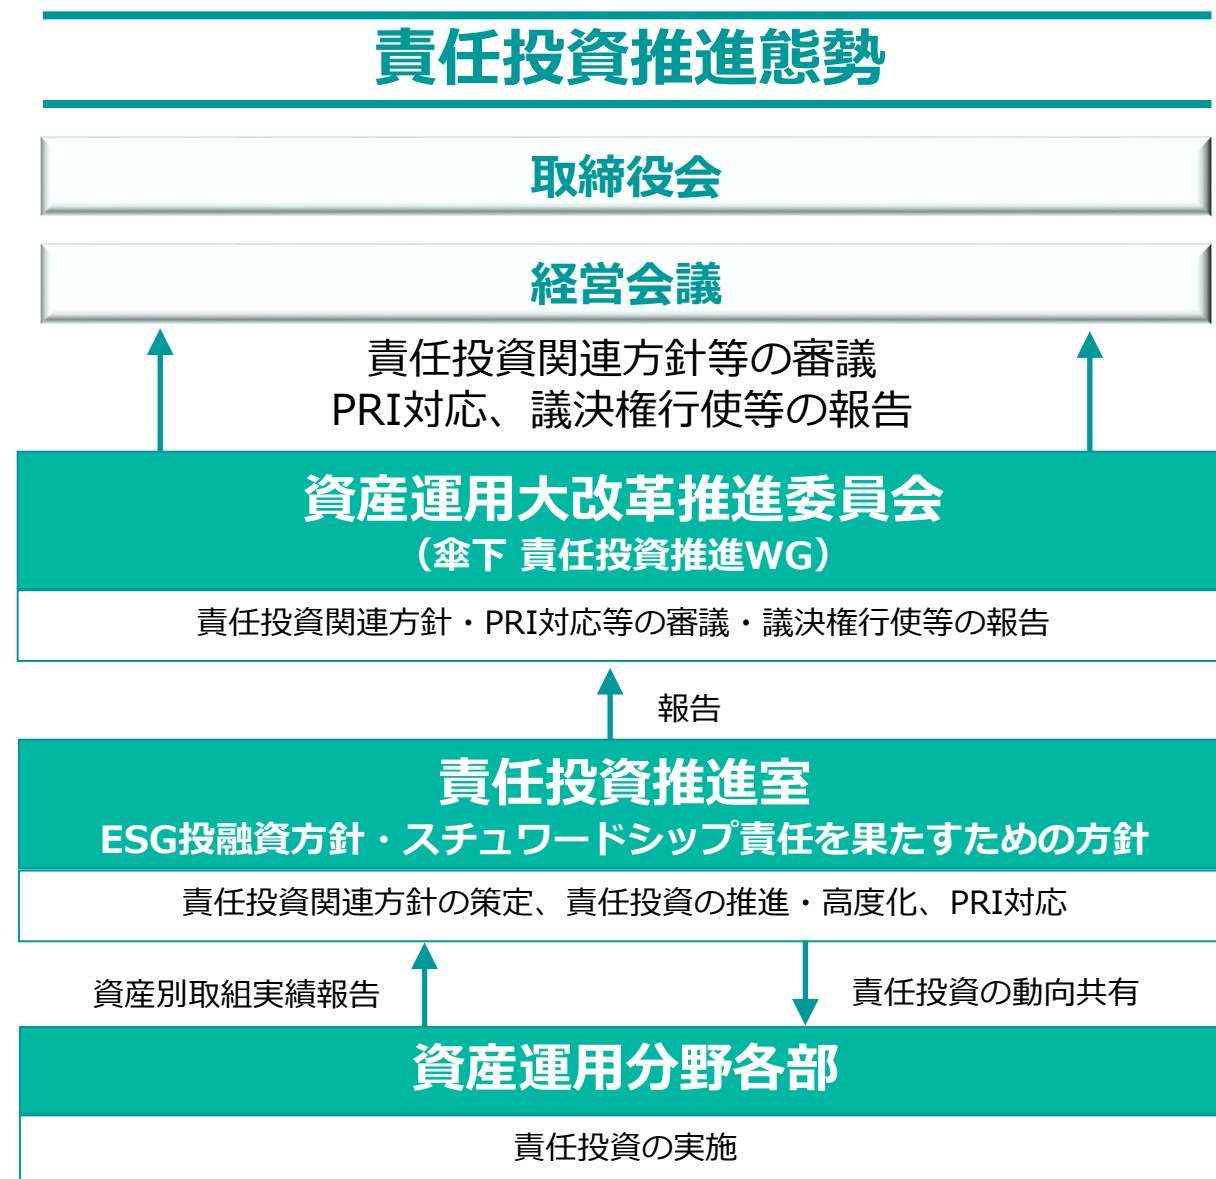 責任投資推進態勢
取締役会
経営会議
責任投資関連方針等の審議
PRI対応、議決権行使等の報告
資産運用大改革推進委員会
（傘下 責任投資推進WG）
責任投資関連方針・PRI対応等の審議・議決権行使等の報告
報告
責任投資推進室
ESG投融資方針・スチュワードシップ責任を果たすための方針
責任投資関連方針の策定、責任投資の推進・高度化、PRI対応
資産別取組実績報告
責任投資の動向共有
資産運用分野各部
責任投資の実施